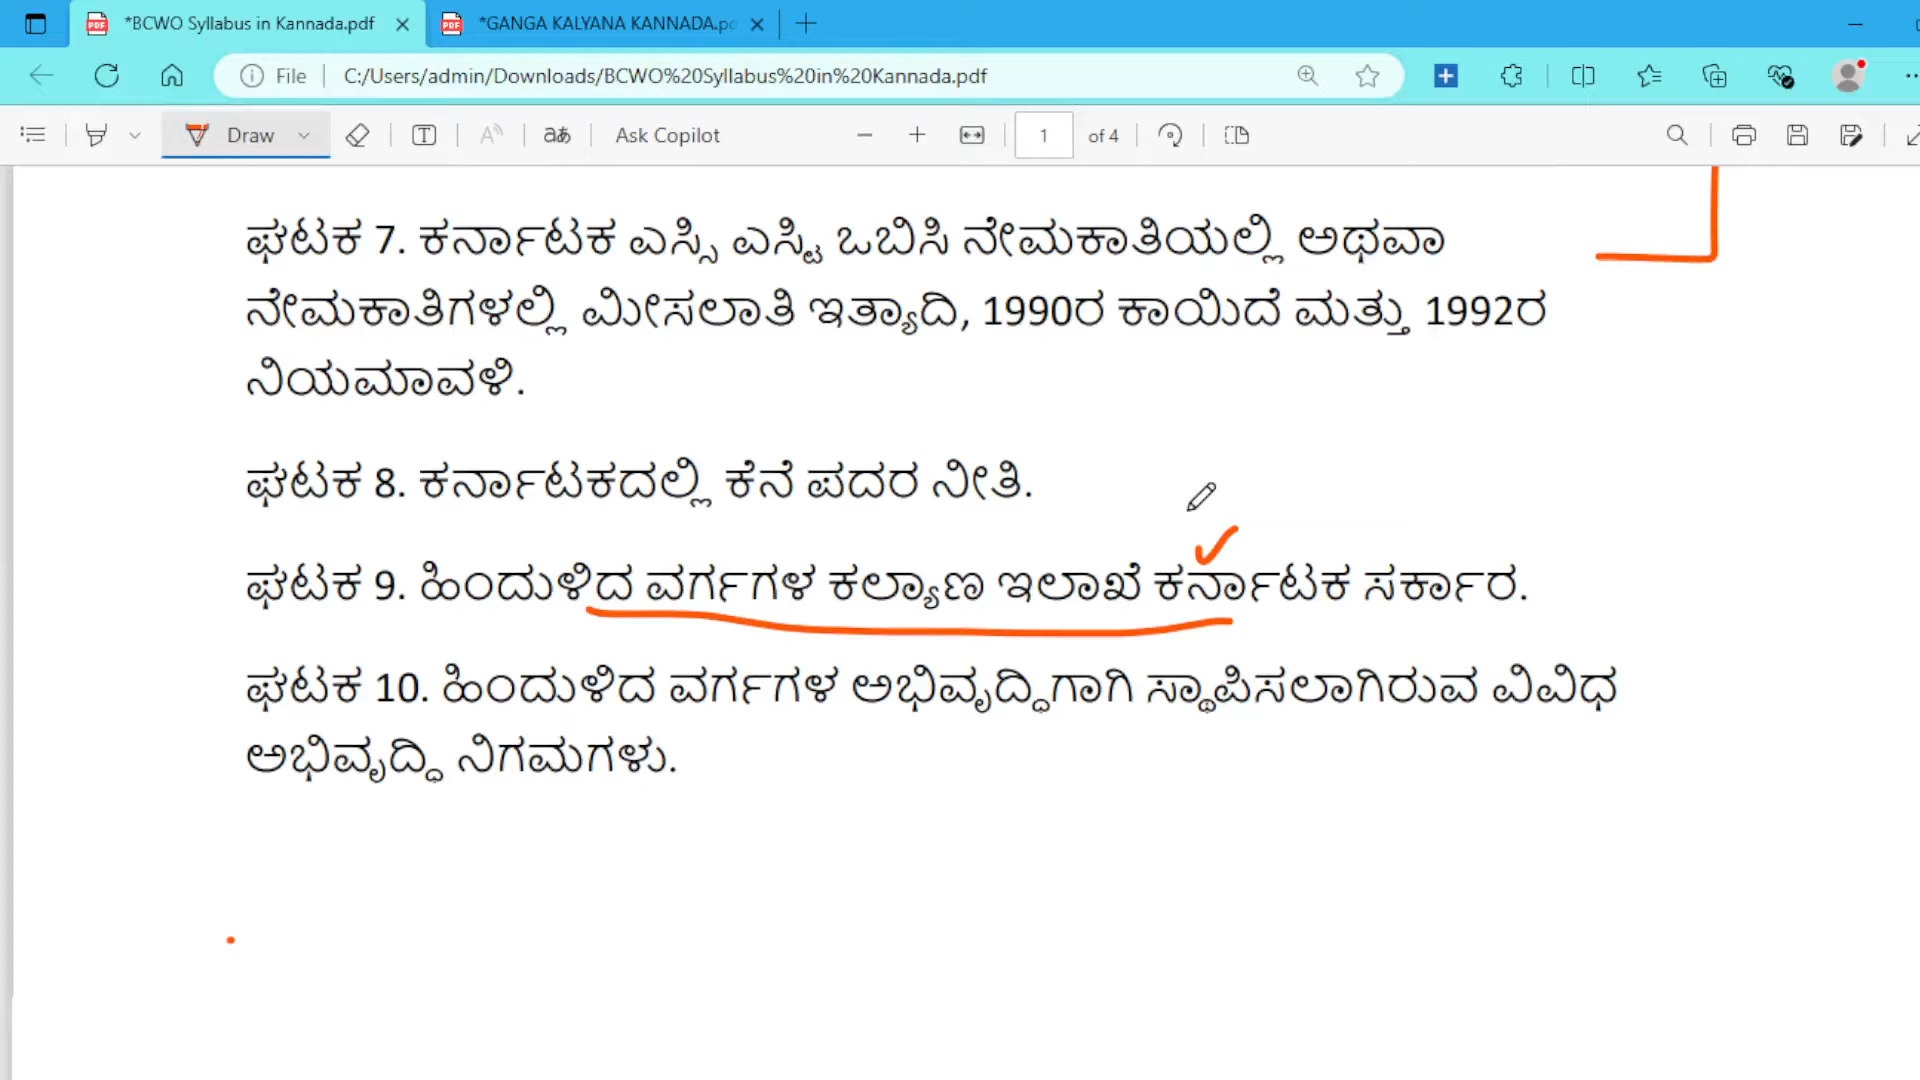 *BCWO Syllabus in Kannada.pdf
*GANGA KALYANA KANNADA.pd
File C:/Users/admin/Downloads/BCWO%20Syllabus%20in%20Kannada.pdf
Draw aあ Ask Copilot 1 of 4
ಘಟಕ 7. ಕರ್ನಾಟಕ ಎಸ್ಸಿ ಎಸ್ಟಿ ಒಬಿಸಿ ನೇಮಕಾತಿಯಲ್ಲಿ ಅಥವಾ
ನೇಮಕಾತಿಗಳಲ್ಲಿ ಮೀಸಲಾತಿ ಇತ್ಯಾದಿ, 1990ರ ಕಾಯಿದೆ ಮತ್ತು 1992ರ
ನಿಯಮಾವಳಿ.
ಘಟಕ 8. ಕರ್ನಾಟಕದಲ್ಲಿ ಕೆನೆ ಪದರ ನೀತಿ.
ಘಟಕ 9. ಹಿಂದುಳಿದ ವರ್ಗಗಳ ಕಲ್ಯಾಣ ಇಲಾಖೆ ಕರ್ನಾಟಕ ಸರ್ಕಾರ.
ಘಟಕ 10. ಹಿಂದುಳಿದ ವರ್ಗಗಳ ಅಭಿವೃದ್ಧಿಗಾಗಿ ಸ್ಥಾಪಿಸಲಾಗಿರುವ ವಿವಿಧ
ಅಭಿವೃದ್ಧಿ ನಿಗಮಗಳು.